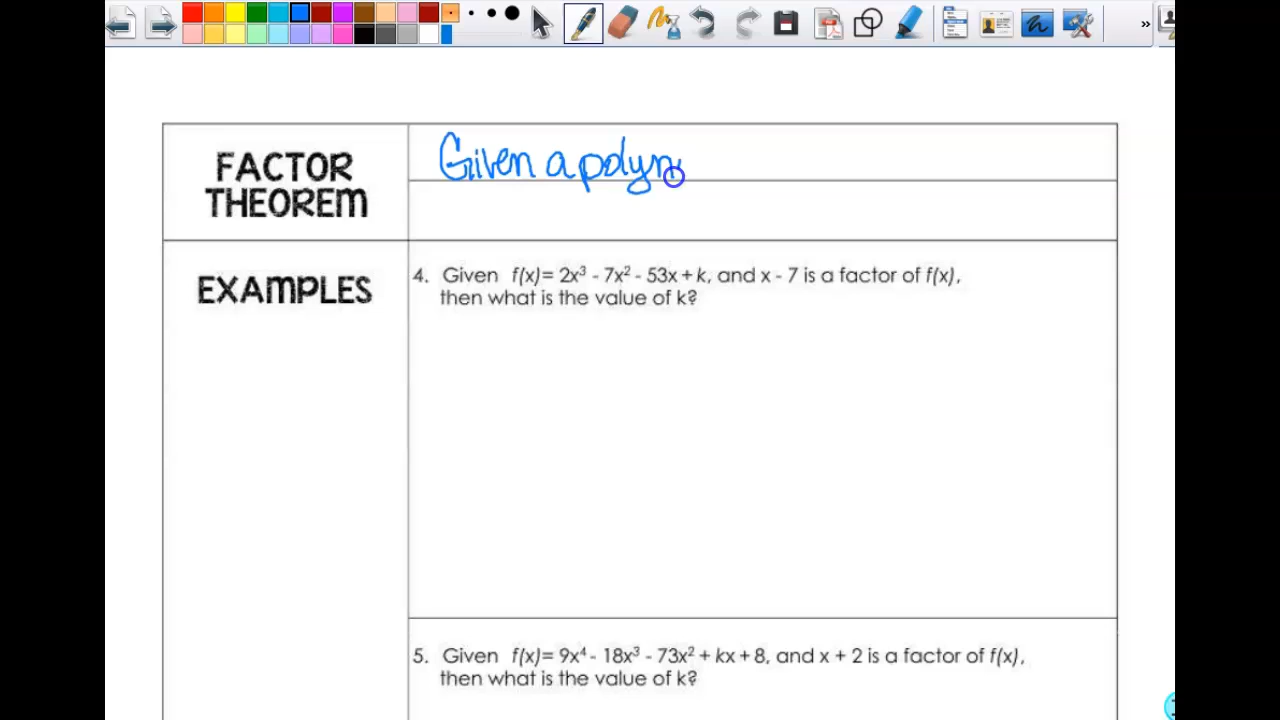 FACTOR
THEOREM
Given a polyn
EXAMPLES
4. Given f(x)= 2x³ - 7x² - 53x + k, and x - 7 is a factor of f(x),
then what is the value of k?
5. Given f(x)= 9x⁴ - 18x³ - 73x² + kx + 8, and x + 2 is a factor of f(x),
then what is the value of k?